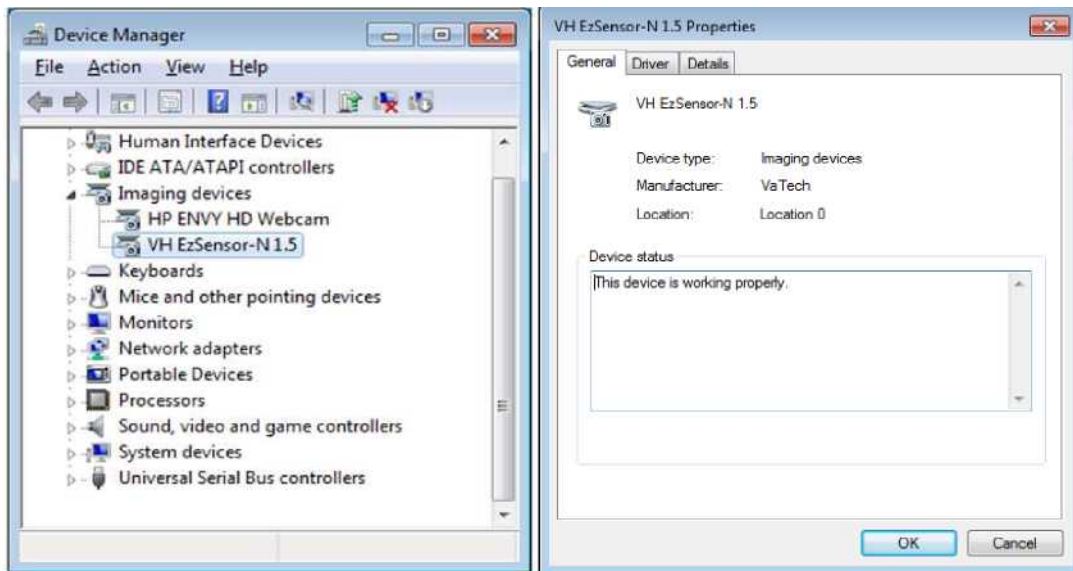 Device Manager
File Action View Help
Human Interface Devices
IDE ATA/ATAPI controllers
Imaging devices
HP ENVY HD Webcam
VH EzSensor-N 1.5
Keyboards
Mice and other pointing devices
Monitors
Network adapters
Portable Devices
Processors
Sound, video and game controllers
System devices
Universal Serial Bus controllers
VH EzSensor-N 1.5 Properties
General Driver Details
VH EzSensor-N 1.5
Device type: Imaging devices
Manufacturer: VaTech
Location: Location 0
Device status
This device is working properly.
OK Cancel